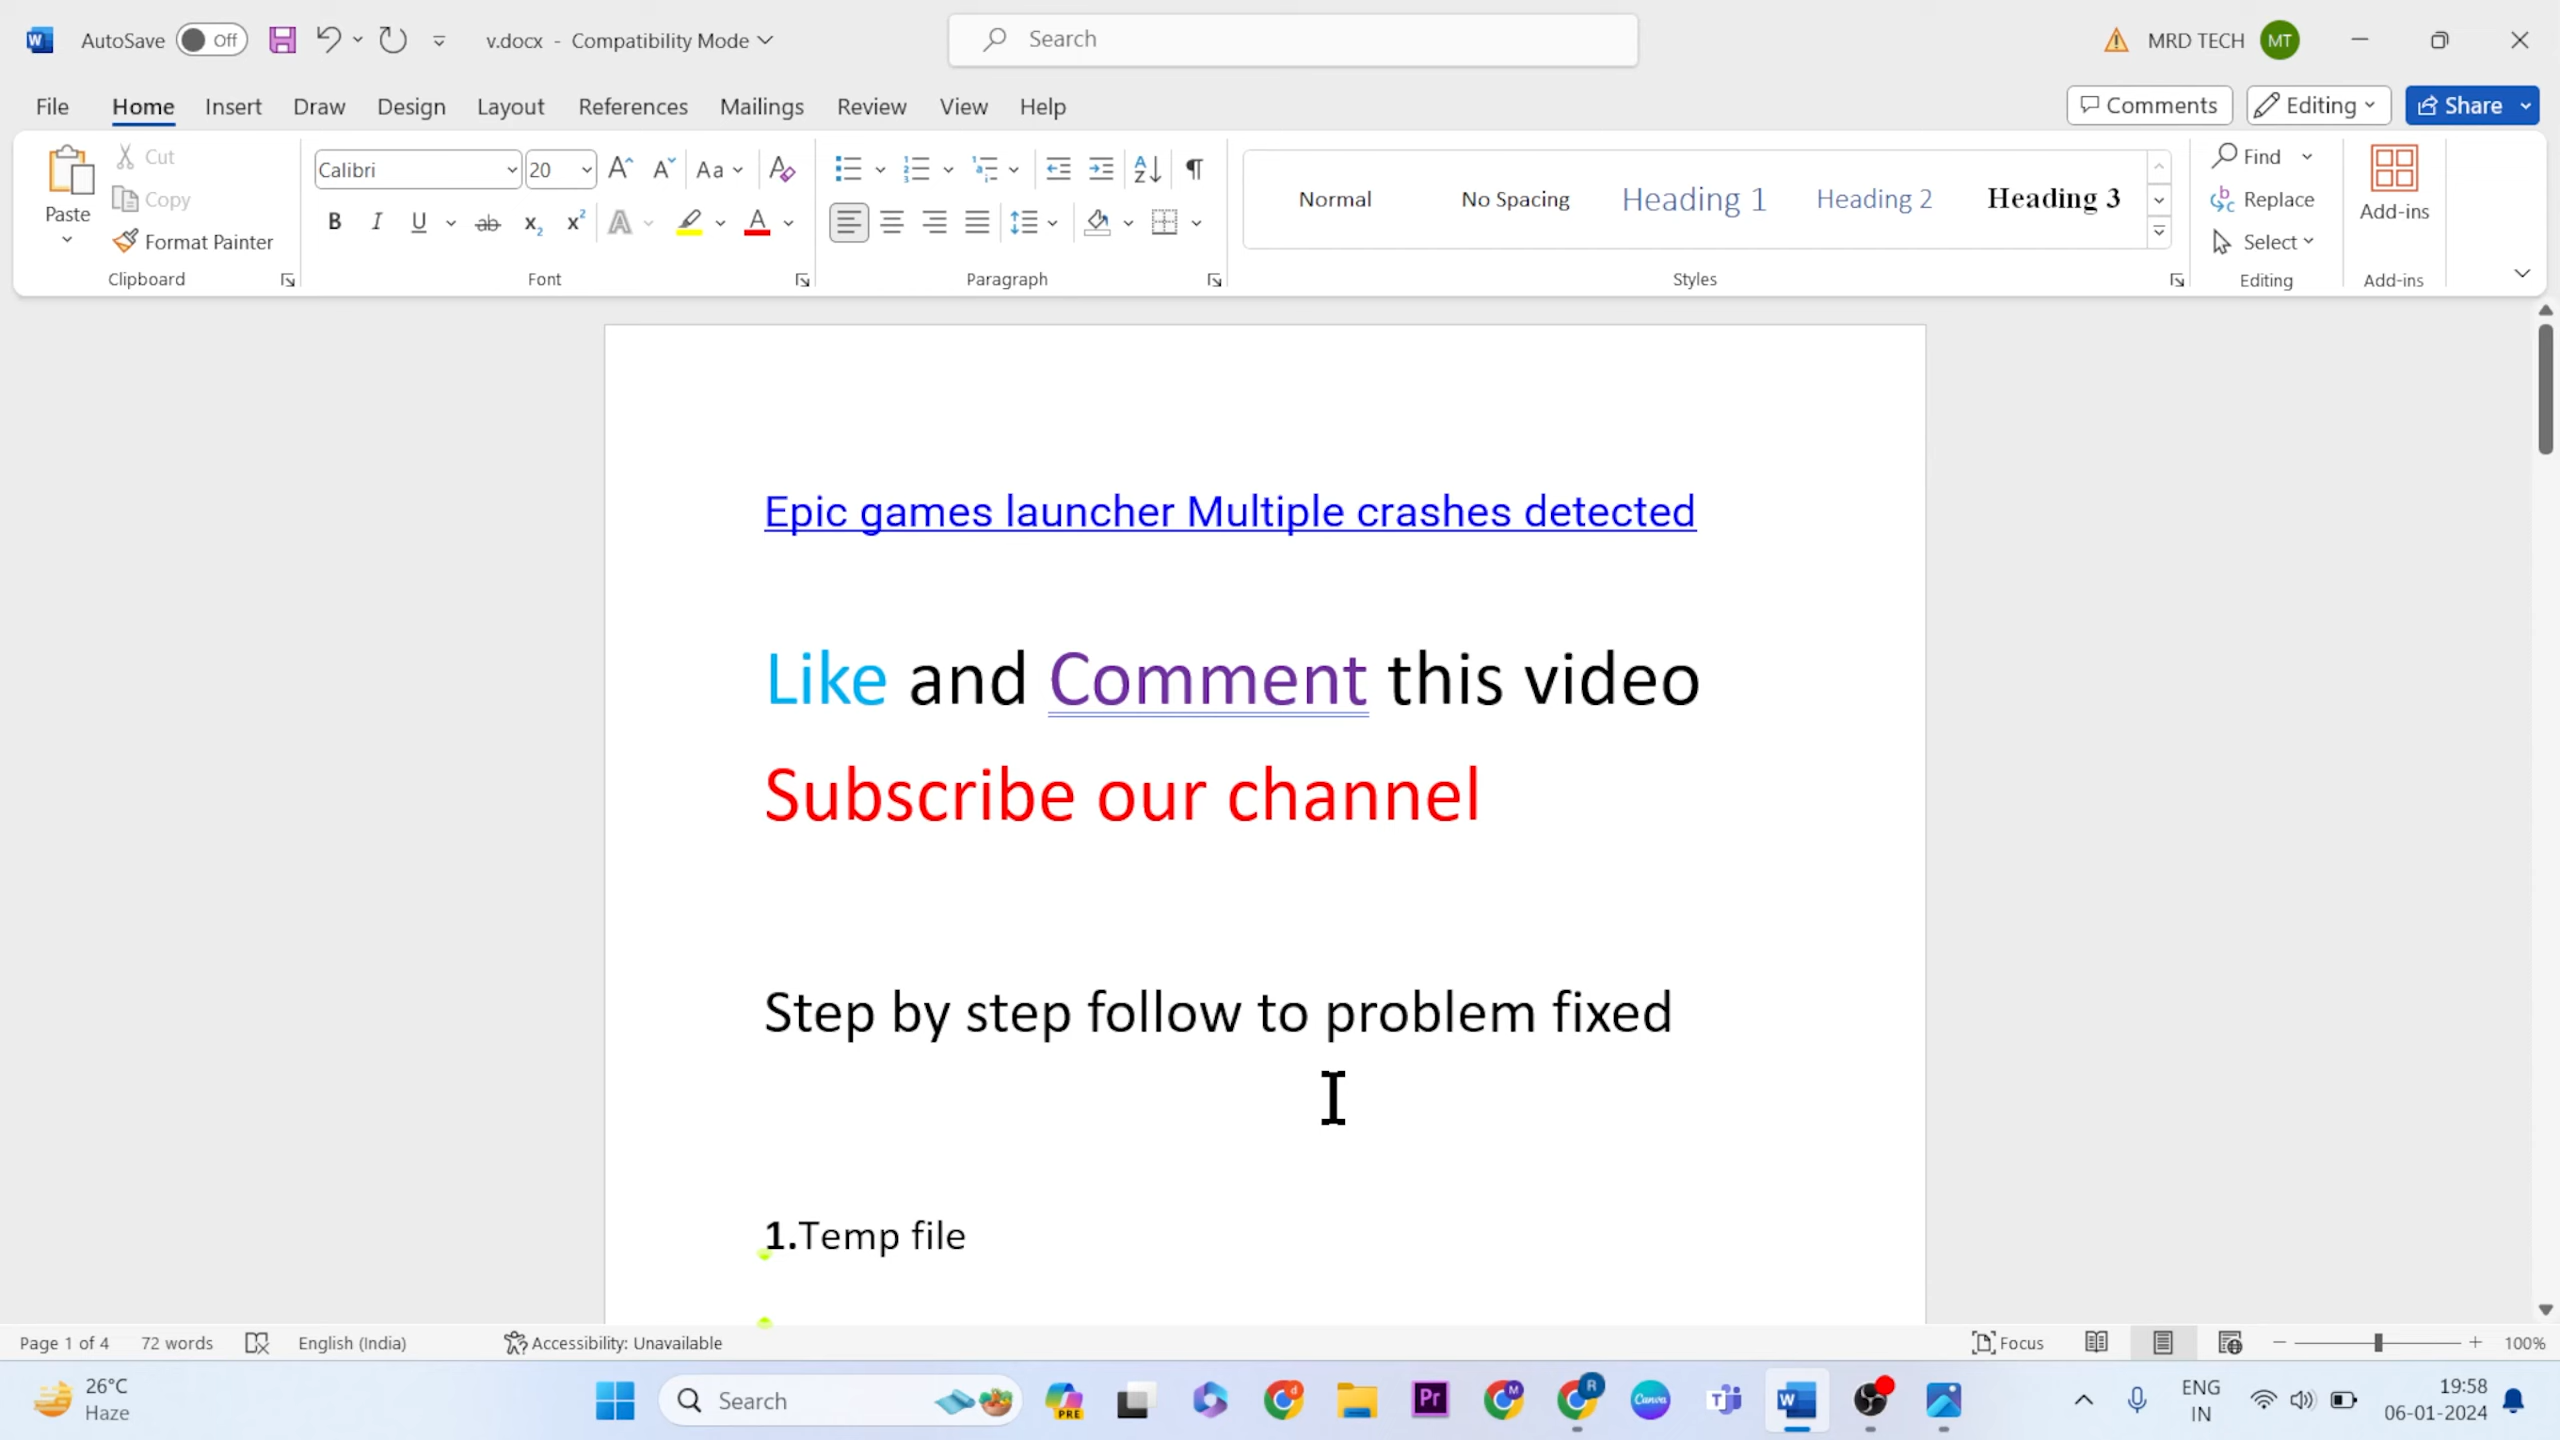 AutoSave Off v.docx - Compatibility Mode Search MRD TECH MT
File Home Insert Draw Design Layout References Mailings Review View Help Comments Editing Share
Paste Cut Copy Format Painter Clipboard
Calibri 20 Font
Paragraph
Normal No Spacing Heading 1 Heading 2 Heading 3 Styles
Find Replace Select Editing
Add-ins Add-ins
Epic games launcher Multiple crashes detected
Like and Comment this video
Subscribe our channel
Step by step follow to problem fixed
1.Temp file
Page 1 of 4 72 words English (India) Accessibility: Unavailable Focus 100%
26°C
Haze
Search
PRE
Pr
Canva
ENG
IN
19:58
06-01-2024